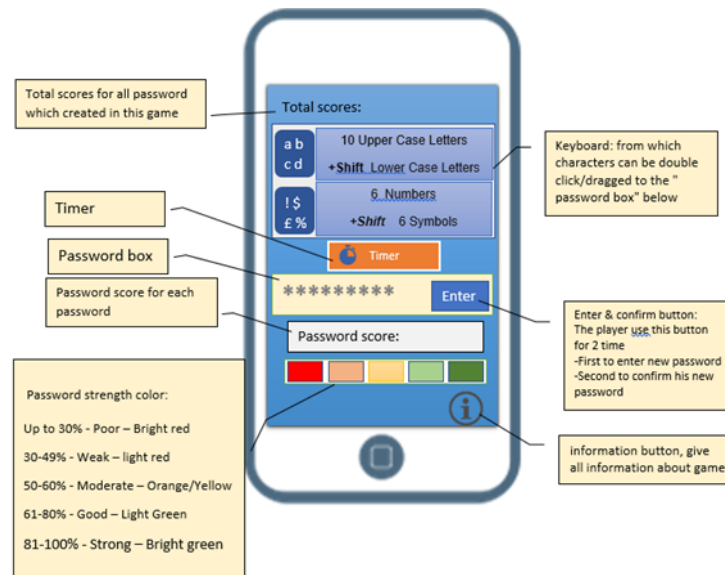 Total scores for all password
which created in this game
Total scores:
a b
c d
10 Upper Case Letters
+Shift Lower Case Letters
! $
£ %
6 Numbers
+Shift 6 Symbols
Keyboard: from which
characters can be double
click/dragged to the "
password box" below
Timer
Timer
Password box
*********
Enter
Password score for each
password
Password score:
Enter & confirm button:
The player use this button
for 2 time
-First to enter new password
-Second to confirm his new
password
Password strength color:
Up to 30% - Poor – Bright red
30-49% - Weak – light red
50-60% - Moderate – Orange/Yellow
61-80% - Good – Light Green
81-100% - Strong – Bright green
i
information button, give
all information about game